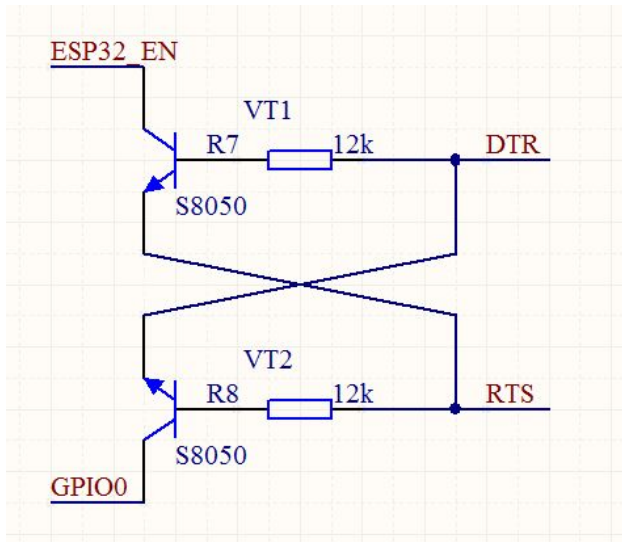 ESP32_EN
VT1
R7 12k DTR
S8050
VT2
R8 12k RTS
S8050
GPIO0